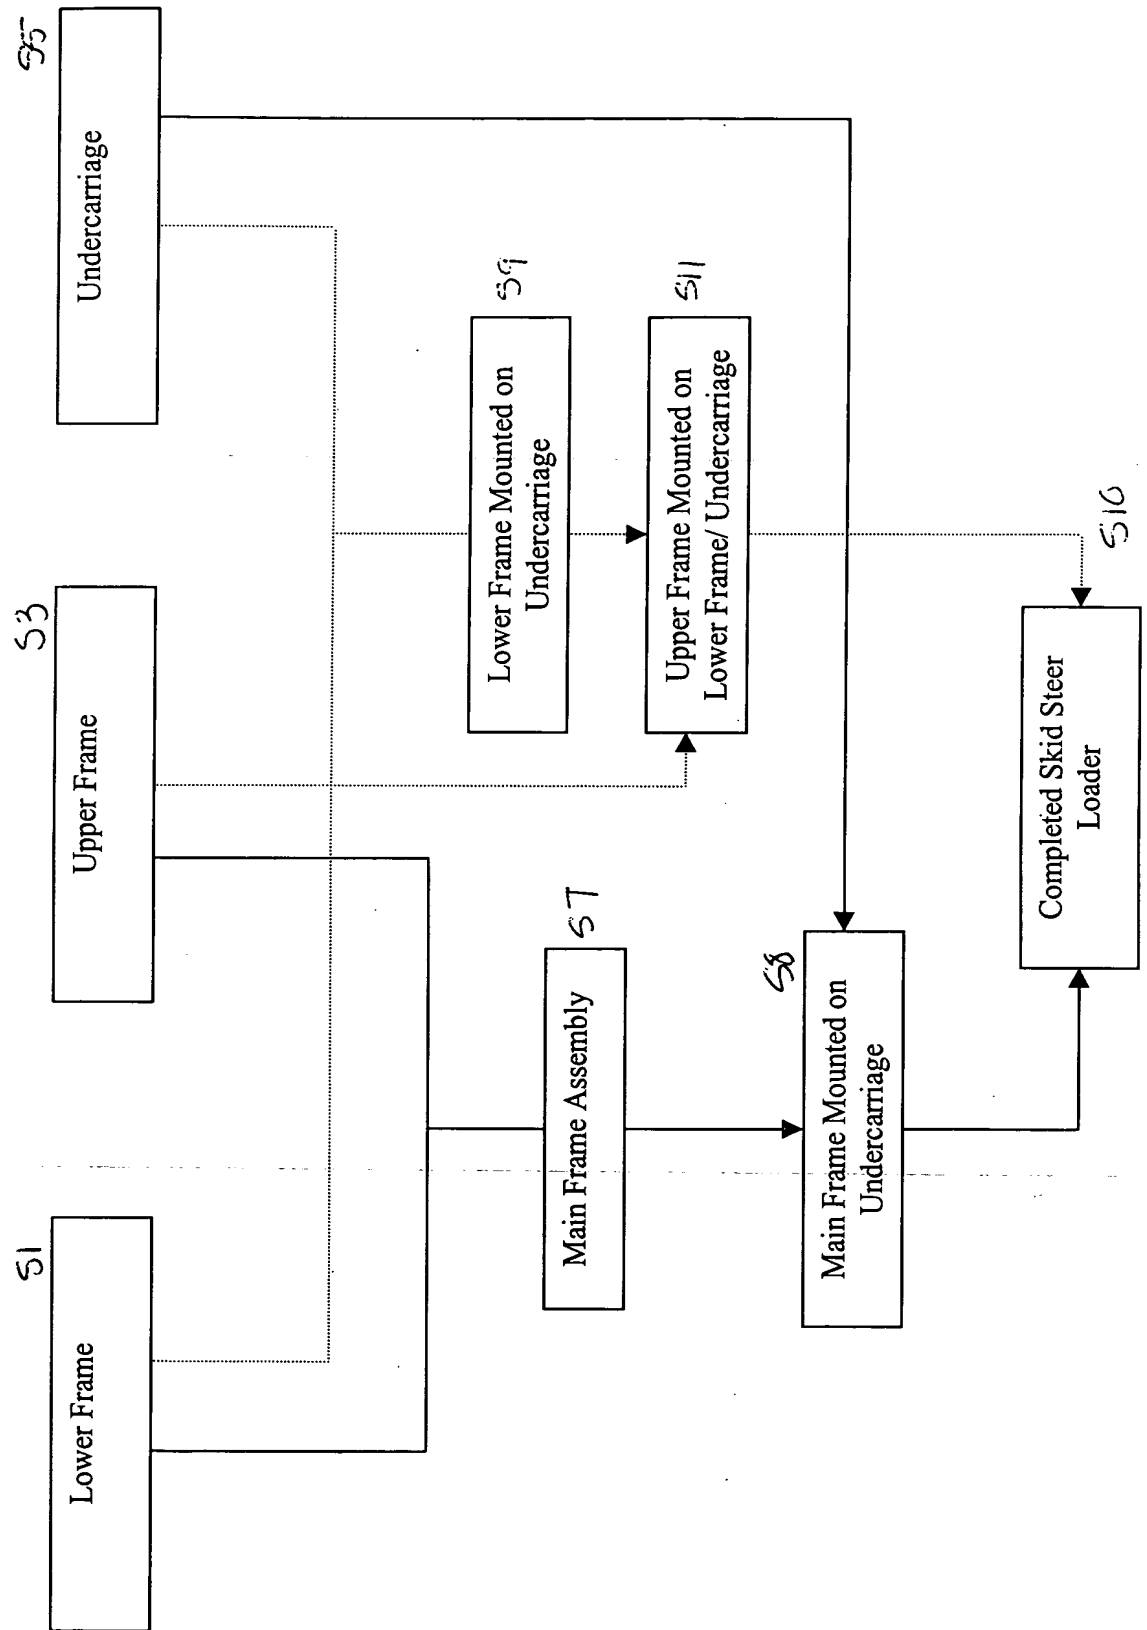 S1
Lower Frame
S3
Upper Frame
S5
Undercarriage
S7
Main Frame Assembly
S9
Lower Frame Mounted on
Undercarriage
S8
Main Frame Mounted on
Undercarriage
S11
Upper Frame Mounted on
Lower Frame/ Undercarriage
S10
Completed Skid Steer
Loader